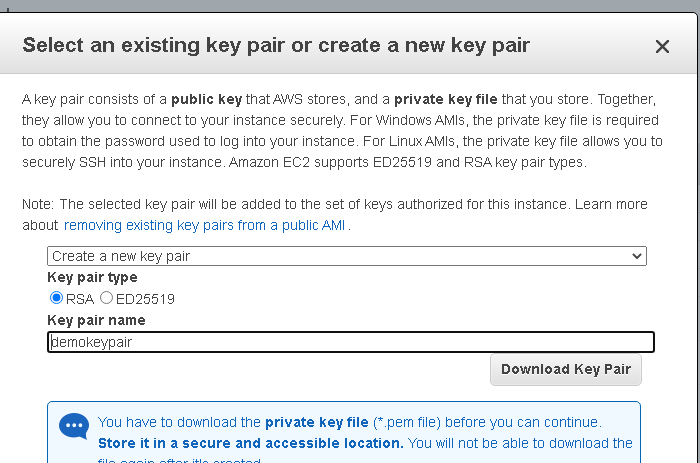 Select an existing key pair or create a new key pair
A key pair consists of a public key that AWS stores, and a private key file that you store. Together,
they allow you to connect to your instance securely. For Windows AMIs, the private key file is required
to obtain the password used to log into your instance. For Linux AMIs, the private key file allows you to
securely SSH into your instance. Amazon EC2 supports ED25519 and RSA key pair types.
Note: The selected key pair will be added to the set of keys authorized for this instance. Learn more
about removing existing key pairs from a public AMI.
Create a new key pair
Key pair type
RSA ED25519
Key pair name
demokeypair
Download Key Pair
You have to download the private key file (*.pem file) before you can continue.
Store it in a secure and accessible location. You will not be able to download the
file again after it's created.